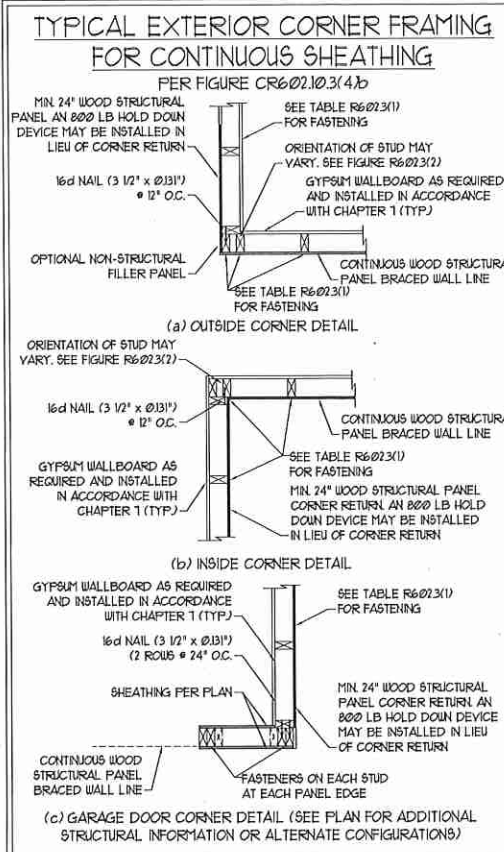 TYPICAL EXTERIOR CORNER FRAMING
FOR CONTINUOUS SHEATHING
PER FIGURE CR602.10.3(4)b
MIN. 24" WOOD STRUCTURAL
PANEL AN 800 LB HOLD DOWN
DEVICE MAY BE INSTALLED IN
LIEU OF CORNER RETURN
16d NAIL (3 1/2" x 0.131")
@ 12" O.C.
OPTIONAL NON-STRUCTURAL
FILLER PANEL
SEE TABLE R602.3(1)
FOR FASTENING
ORIENTATION OF STUD MAY
VARY. SEE FIGURE R602.3(2)
GYPSUM WALLBOARD AS REQUIRED
AND INSTALLED IN ACCORDANCE
WITH CHAPTER 7 (TYP.)
CONTINUOUS WOOD STRUCTURA
PANEL BRACED WALL LINE
SEE TABLE R602.3(1)
FOR FASTENING
(a) OUTSIDE CORNER DETAIL
ORIENTATION OF STUD MAY
VARY. SEE FIGURE R602.3(2)
16d NAIL (3 1/2" x 0.131")
@ 12" O.C.
GYPSUM WALLBOARD AS
REQUIRED AND INSTALLED
IN ACCORDANCE WITH
CHAPTER 7 (TYP.)
CONTINUOUS WOOD STRUCTURA
PANEL BRACED WALL LINE
SEE TABLE R602.3(1)
FOR FASTENING
MIN. 24" WOOD STRUCTURAL PANEL
CORNER RETURN. AN 800 LB HOLD
DOWN DEVICE MAY BE INSTALLED
IN LIEU OF CORNER RETURN
(b) INSIDE CORNER DETAIL
GYPSUM WALLBOARD AS REQUIRED
AND INSTALLED IN ACCORDANCE
WITH CHAPTER 7 (TYP.)
16d NAIL (3 1/2" x 0.131")
(2 ROWS @ 24" O.C.
SHEATHING PER PLAN
CONTINUOUS WOOD
STRUCTURAL PANEL
BRACED WALL LINE
SEE TABLE R602.3(1)
FOR FASTENING
MIN. 24" WOOD STRUCTURAL
PANEL CORNER RETURN. AN
800 LB HOLD DOWN DEVICE
MAY BE INSTALLED IN LIEU
OF CORNER RETURN
FASTENERS ON EACH STUD
AT EACH PANEL EDGE
(c) GARAGE DOOR CORNER DETAIL (SEE PLAN FOR ADDITIONAL
STRUCTURAL INFORMATION OR ALTERNATE CONFIGURATIONS)